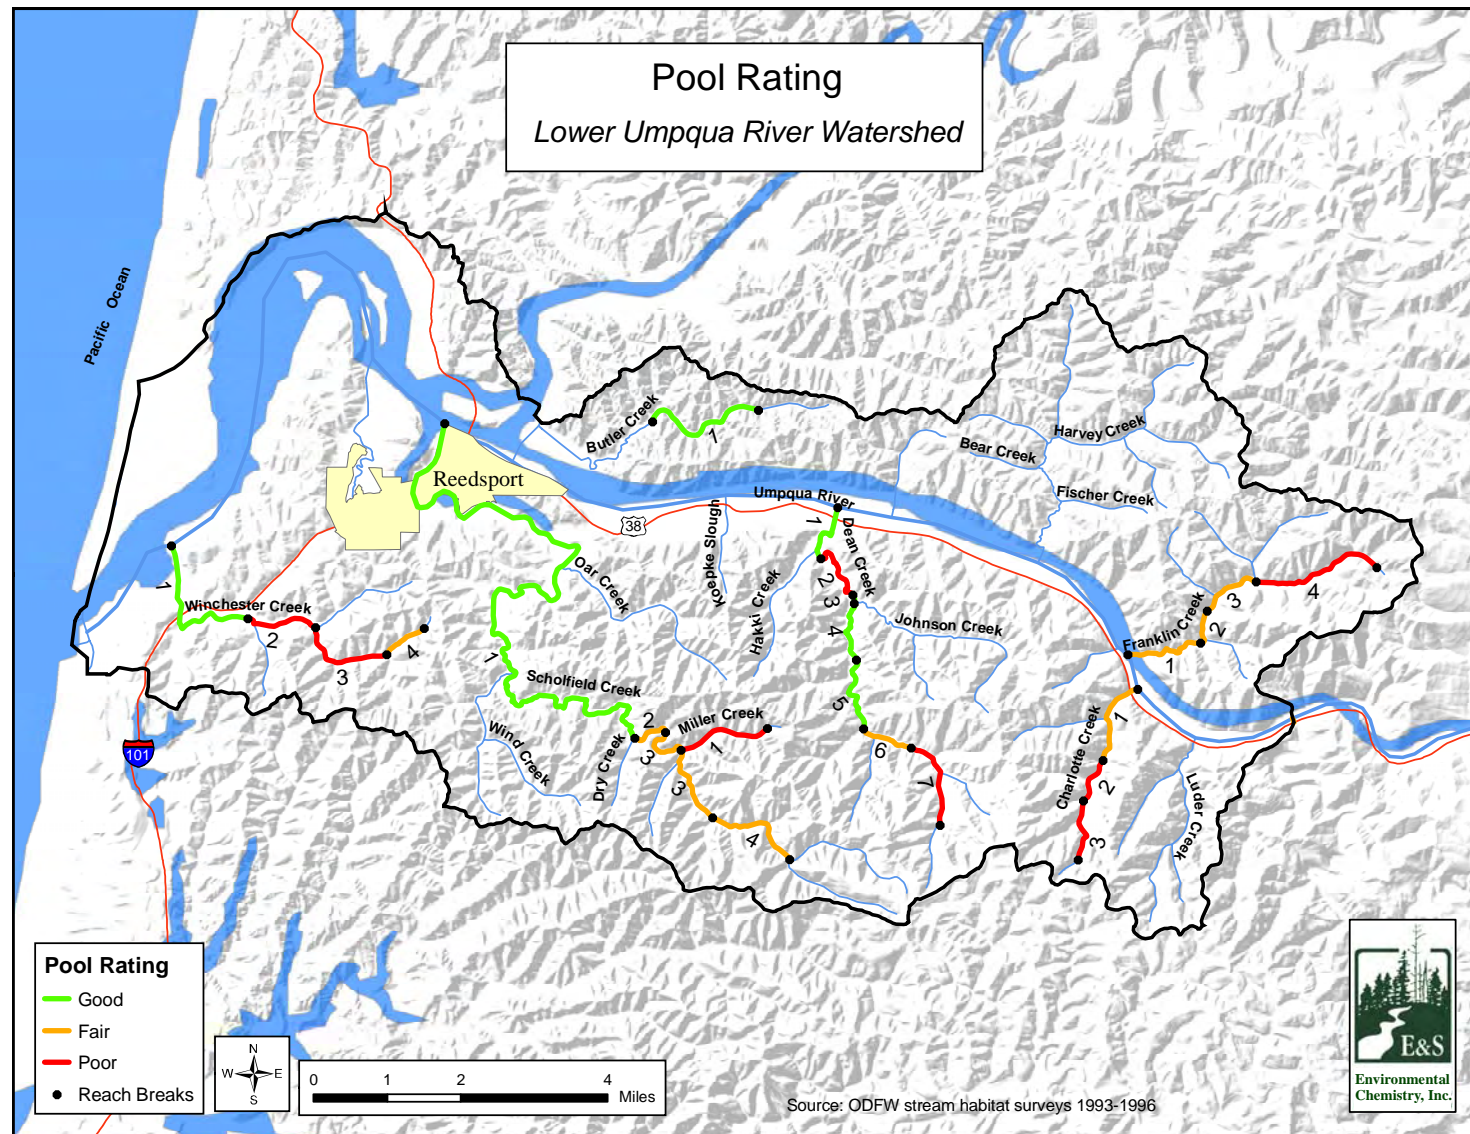 Pool Rating
Lower Umpqua River Watershed
Pacific Ocean
Butler Creek
1
Harvey Creek
Bear Creek
Fischer Creek
Reedsport
Umpqua River
38
Koepke Slough
1
Dean Creek
2
3
4
5
6
7
Hakki Creek
Johnson Creek
Oar Creek
1
Winchester Creek
2
3
4
1
Scholfield Creek
Wind Creek
Dry Creek
2
3
Miller Creek
1
3
4
Franklin Creek
1
2
3
4
Charlotte Creek
1
2
3
Luder Creek
101
Pool Rating
Good
Fair
Poor
Reach Breaks
N
W E
S
0 1 2 4
Miles
Source: ODFW stream habitat surveys 1993-1996
E&S
Environmental
Chemistry, Inc.